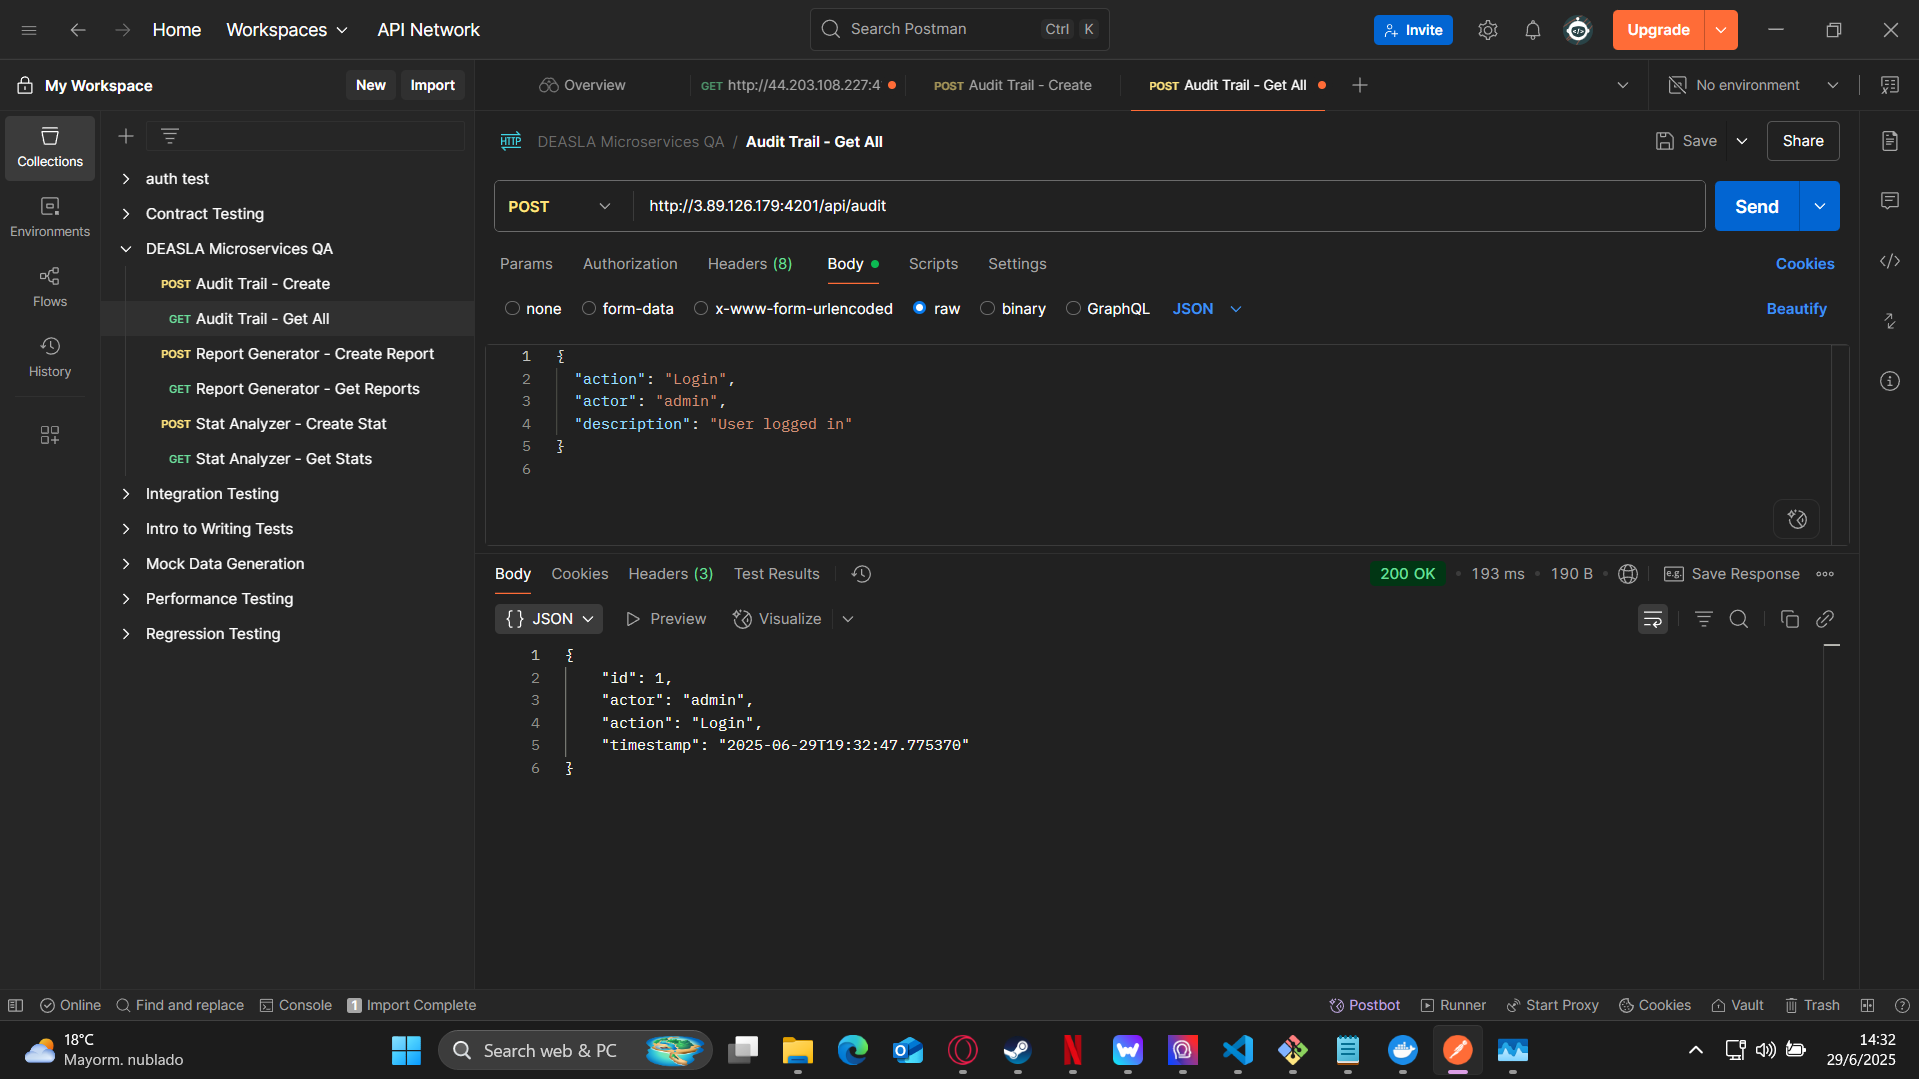 Home
Workspaces
API Network
Search Postman
Ctrl K
Invite
Upgrade
My Workspace
New
Import
Overview
GET http://44.203.108.227:4
POST Audit Trail - Create
POST Audit Trail - Get All
No environment
Collections
Environments
Flows
History
auth test
Contract Testing
DEASLA Microservices QA
POST Audit Trail - Create
GET Audit Trail - Get All
POST Report Generator - Create Report
GET Report Generator - Get Reports
POST Stat Analyzer - Create Stat
GET Stat Analyzer - Get Stats
Integration Testing
Intro to Writing Tests
Mock Data Generation
Performance Testing
Regression Testing
HTTP DEASLA Microservices QA / Audit Trail - Get All
Save
Share
POST http://3.89.126.179:4201/api/audit
Send
Params Authorization Headers (8) Body Scripts Settings
Cookies
none form-data x-www-form-urlencoded raw binary GraphQL JSON
Beautify
1 {
2 "action": "Login",
3 "actor": "admin",
4 "description": "User logged in"
5 }
6
Body Cookies Headers (3) Test Results
200 OK • 193 ms • 190 B
e.g. Save Response
{} JSON Preview Visualize
1 {
2 "id": 1,
3 "actor": "admin",
4 "action": "Login",
5 "timestamp": "2025-06-29T19:32:47.775370"
6 }
Online Find and replace Console 1 Import Complete
Postbot Runner Start Proxy Cookies Vault Trash
18°C
Mayorm. nublado
Search web & PC
14:32
29/6/2025